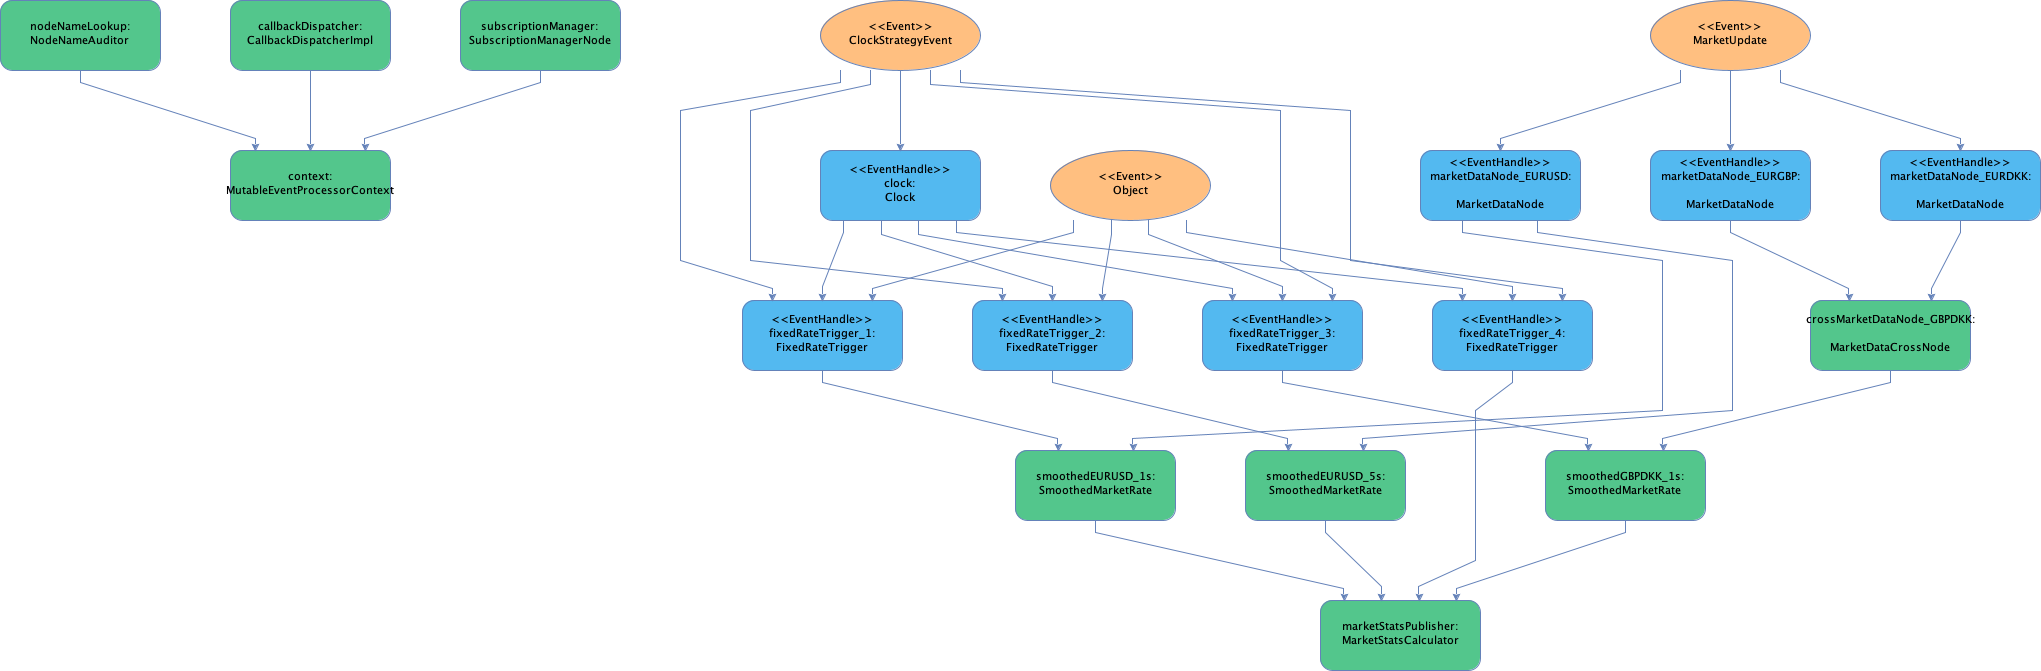 nodeNameLookup:
NodeNameAuditor
callbackDispatcher:
CallbackDispatcherImpl
subscriptionManager:
SubscriptionManagerNode
<<Event>>
ClockStrategyEvent
<<Event>>
MarketUpdate
context:
MutableEventProcessorContext
<<EventHandle>>
clock:
Clock
<<Event>>
Object
<<EventHandle>>
marketDataNode_EURUSD:
MarketDataNode
<<EventHandle>>
marketDataNode_EURGBP:
MarketDataNode
<<EventHandle>>
marketDataNode_EURDKK:
MarketDataNode
<<EventHandle>>
fixedRateTrigger_1:
FixedRateTrigger
<<EventHandle>>
fixedRateTrigger_2:
FixedRateTrigger
<<EventHandle>>
fixedRateTrigger_3:
FixedRateTrigger
<<EventHandle>>
fixedRateTrigger_4:
FixedRateTrigger
crossMarketDataNode_GBPDKK:
MarketDataCrossNode
smoothedEURUSD_1s:
SmoothedMarketRate
smoothedEURUSD_5s:
SmoothedMarketRate
smoothedGBPDKK_1s:
SmoothedMarketRate
marketStatsPublisher:
MarketStatsCalculator